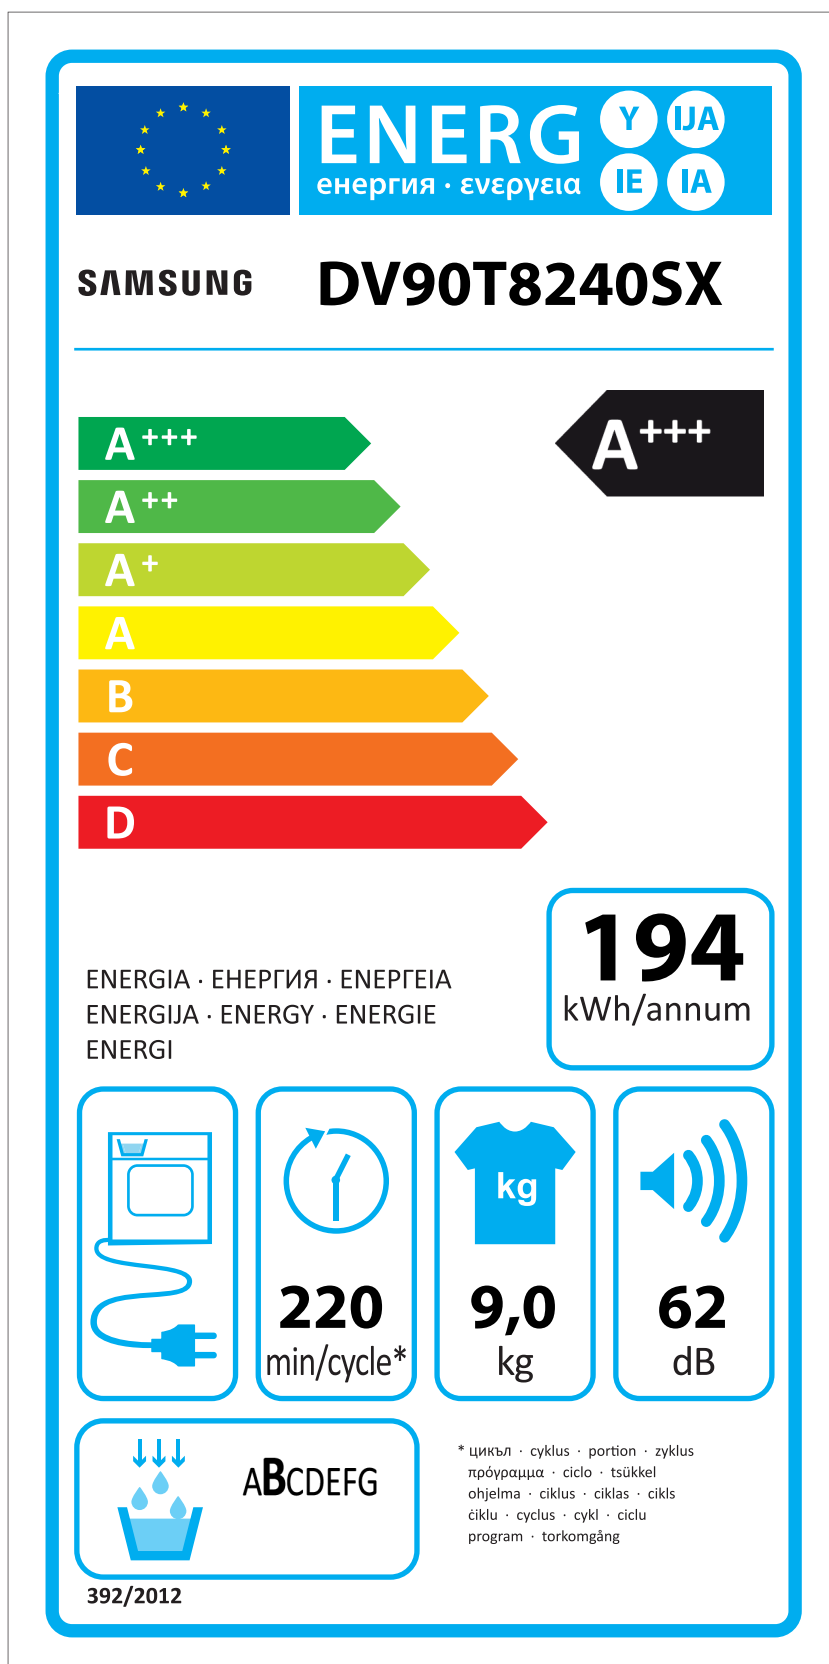 ENERG
енергия · ενεργεια
Y
IJA
IE
IA
SAMSUNG
DV90T8240SX
A+++
A+++
A++
A+
A
B
C
D
194
kWh/annum
ENERGIA · ЕНЕРГИЯ · ΕΝΕΡΓΕΙΑ
ENERGIJA · ENERGY · ENERGIE
ENERGI
kg
220
min/cycle*
9,0
kg
62
dB
ABCDEFG
* цикъл · cyklus · portion · zyklus
πρόγραμμα · ciclo · tsükkel
ohjelma · ciklus · ciklas · cikls
ċiklu · cyclus · cykl · ciclu
program · torkomgång
392/2012